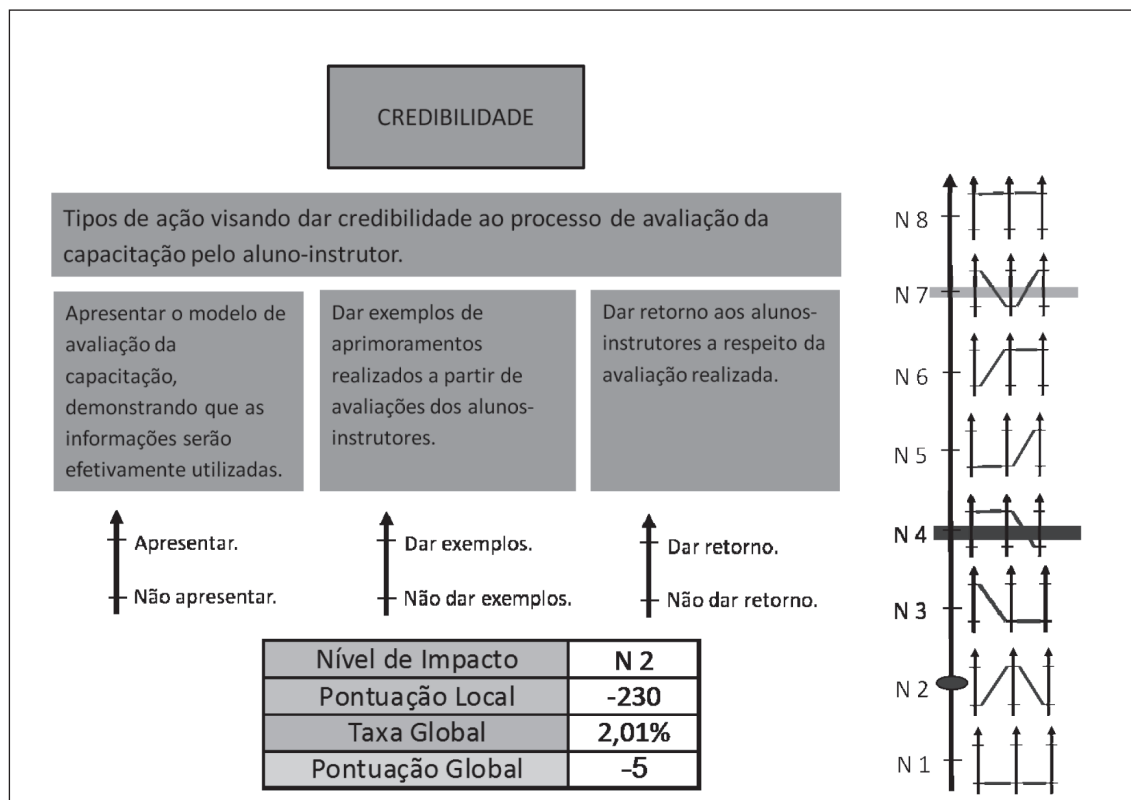 CREDIBILIDADE
Tipos de ação visando dar credibilidade ao processo de avaliação da
capacitação pelo aluno-instrutor.
Apresentar o modelo de
avaliação da
capacitação,
demonstrando que as
informações serão
efetivamente utilizadas.
Dar exemplos de
aprimoramentos
realizados a partir de
avaliações dos alunos-
instrutores.
Dar retorno aos alunos-
instrutores a respeito da
avaliação realizada.
Apresentar.
Não apresentar.
Dar exemplos.
Não dar exemplos.
Dar retorno.
Não dar retorno.
Nível de Impacto N 2
Pontuação Local -230
Taxa Global 2,01%
Pontuação Global -5
N 8
N 7
N 6
N 5
N 4
N 3
N 2
N 1